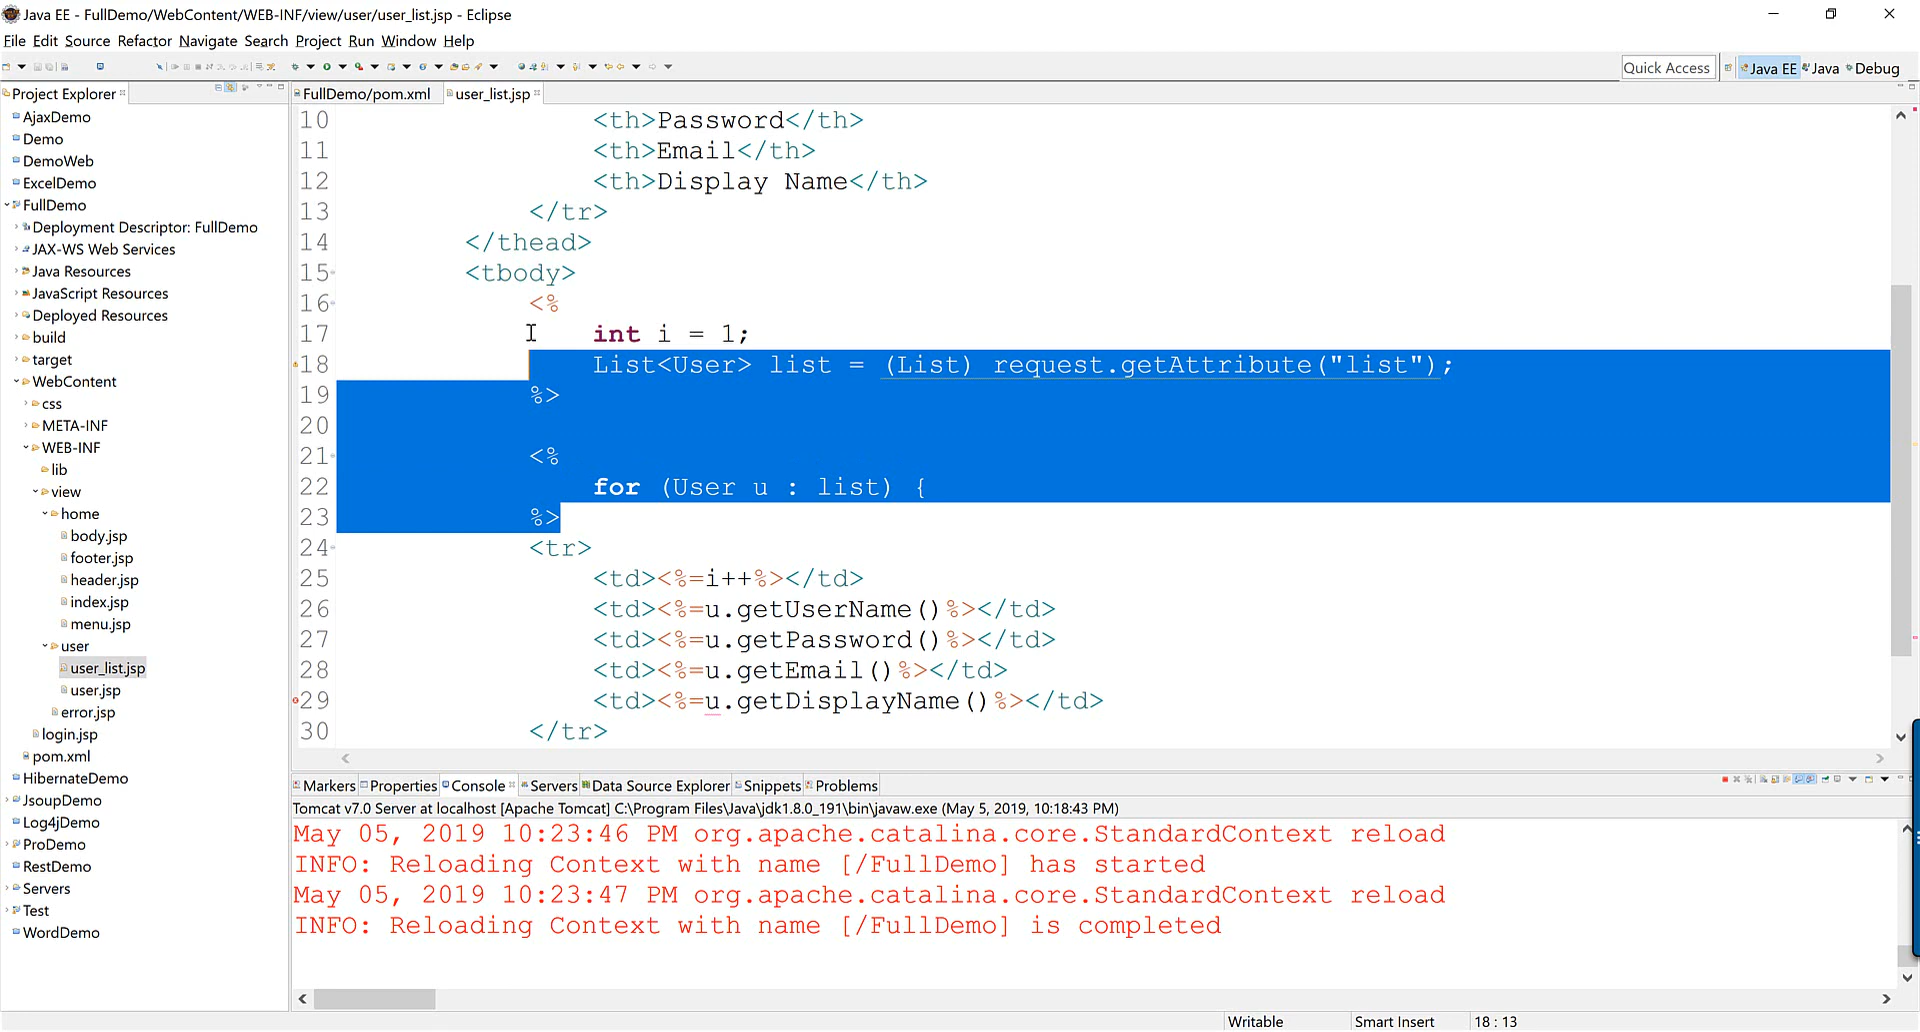 Java EE - FullDemo/WebContent/WEB-INF/view/user/user_list.jsp - Eclipse
File Edit Source Refactor Navigate Search Project Run Window Help
Quick Access Java EE Java Debug
Project Explorer
AjaxDemo
Demo
DemoWeb
ExcelDemo
FullDemo
Deployment Descriptor: FullDemo
JAX-WS Web Services
Java Resources
JavaScript Resources
Deployed Resources
build
target
WebContent
css
META-INF
WEB-INF
lib
view
home
body.jsp
footer.jsp
header.jsp
index.jsp
menu.jsp
user
user_list.jsp
user.jsp
error.jsp
login.jsp
pom.xml
HibernateDemo
JsoupDemo
Log4jDemo
ProDemo
RestDemo
Servers
Test
WordDemo
FullDemo/pom.xml user_list.jsp
10 <th>Password</th>
11 <th>Email</th>
12 <th>Display Name</th>
13 </tr>
14 </thead>
15 <tbody>
16 <%
17 int i = 1;
18 List<User> list = (List) request.getAttribute("list");
19 %>
20
21 <%
22 for (User u : list) {
23 %>
24 <tr>
25 <td><%=i++%></td>
26 <td><%=u.getUserName()%></td>
27 <td><%=u.getPassword()%></td>
28 <td><%=u.getEmail()%></td>
29 <td><%=u.getDisplayName()%></td>
30 </tr>
Markers Properties Console Servers Data Source Explorer Snippets Problems
Tomcat v7.0 Server at localhost [Apache Tomcat] C:\Program Files\Java\jdk1.8.0_191\bin\javaw.exe (May 5, 2019, 10:18:43 PM)
May 05, 2019 10:23:46 PM org.apache.catalina.core.StandardContext reload
INFO: Reloading Context with name [/FullDemo] has started
May 05, 2019 10:23:47 PM org.apache.catalina.core.StandardContext reload
INFO: Reloading Context with name [/FullDemo] is completed
Writable Smart Insert 18 : 13